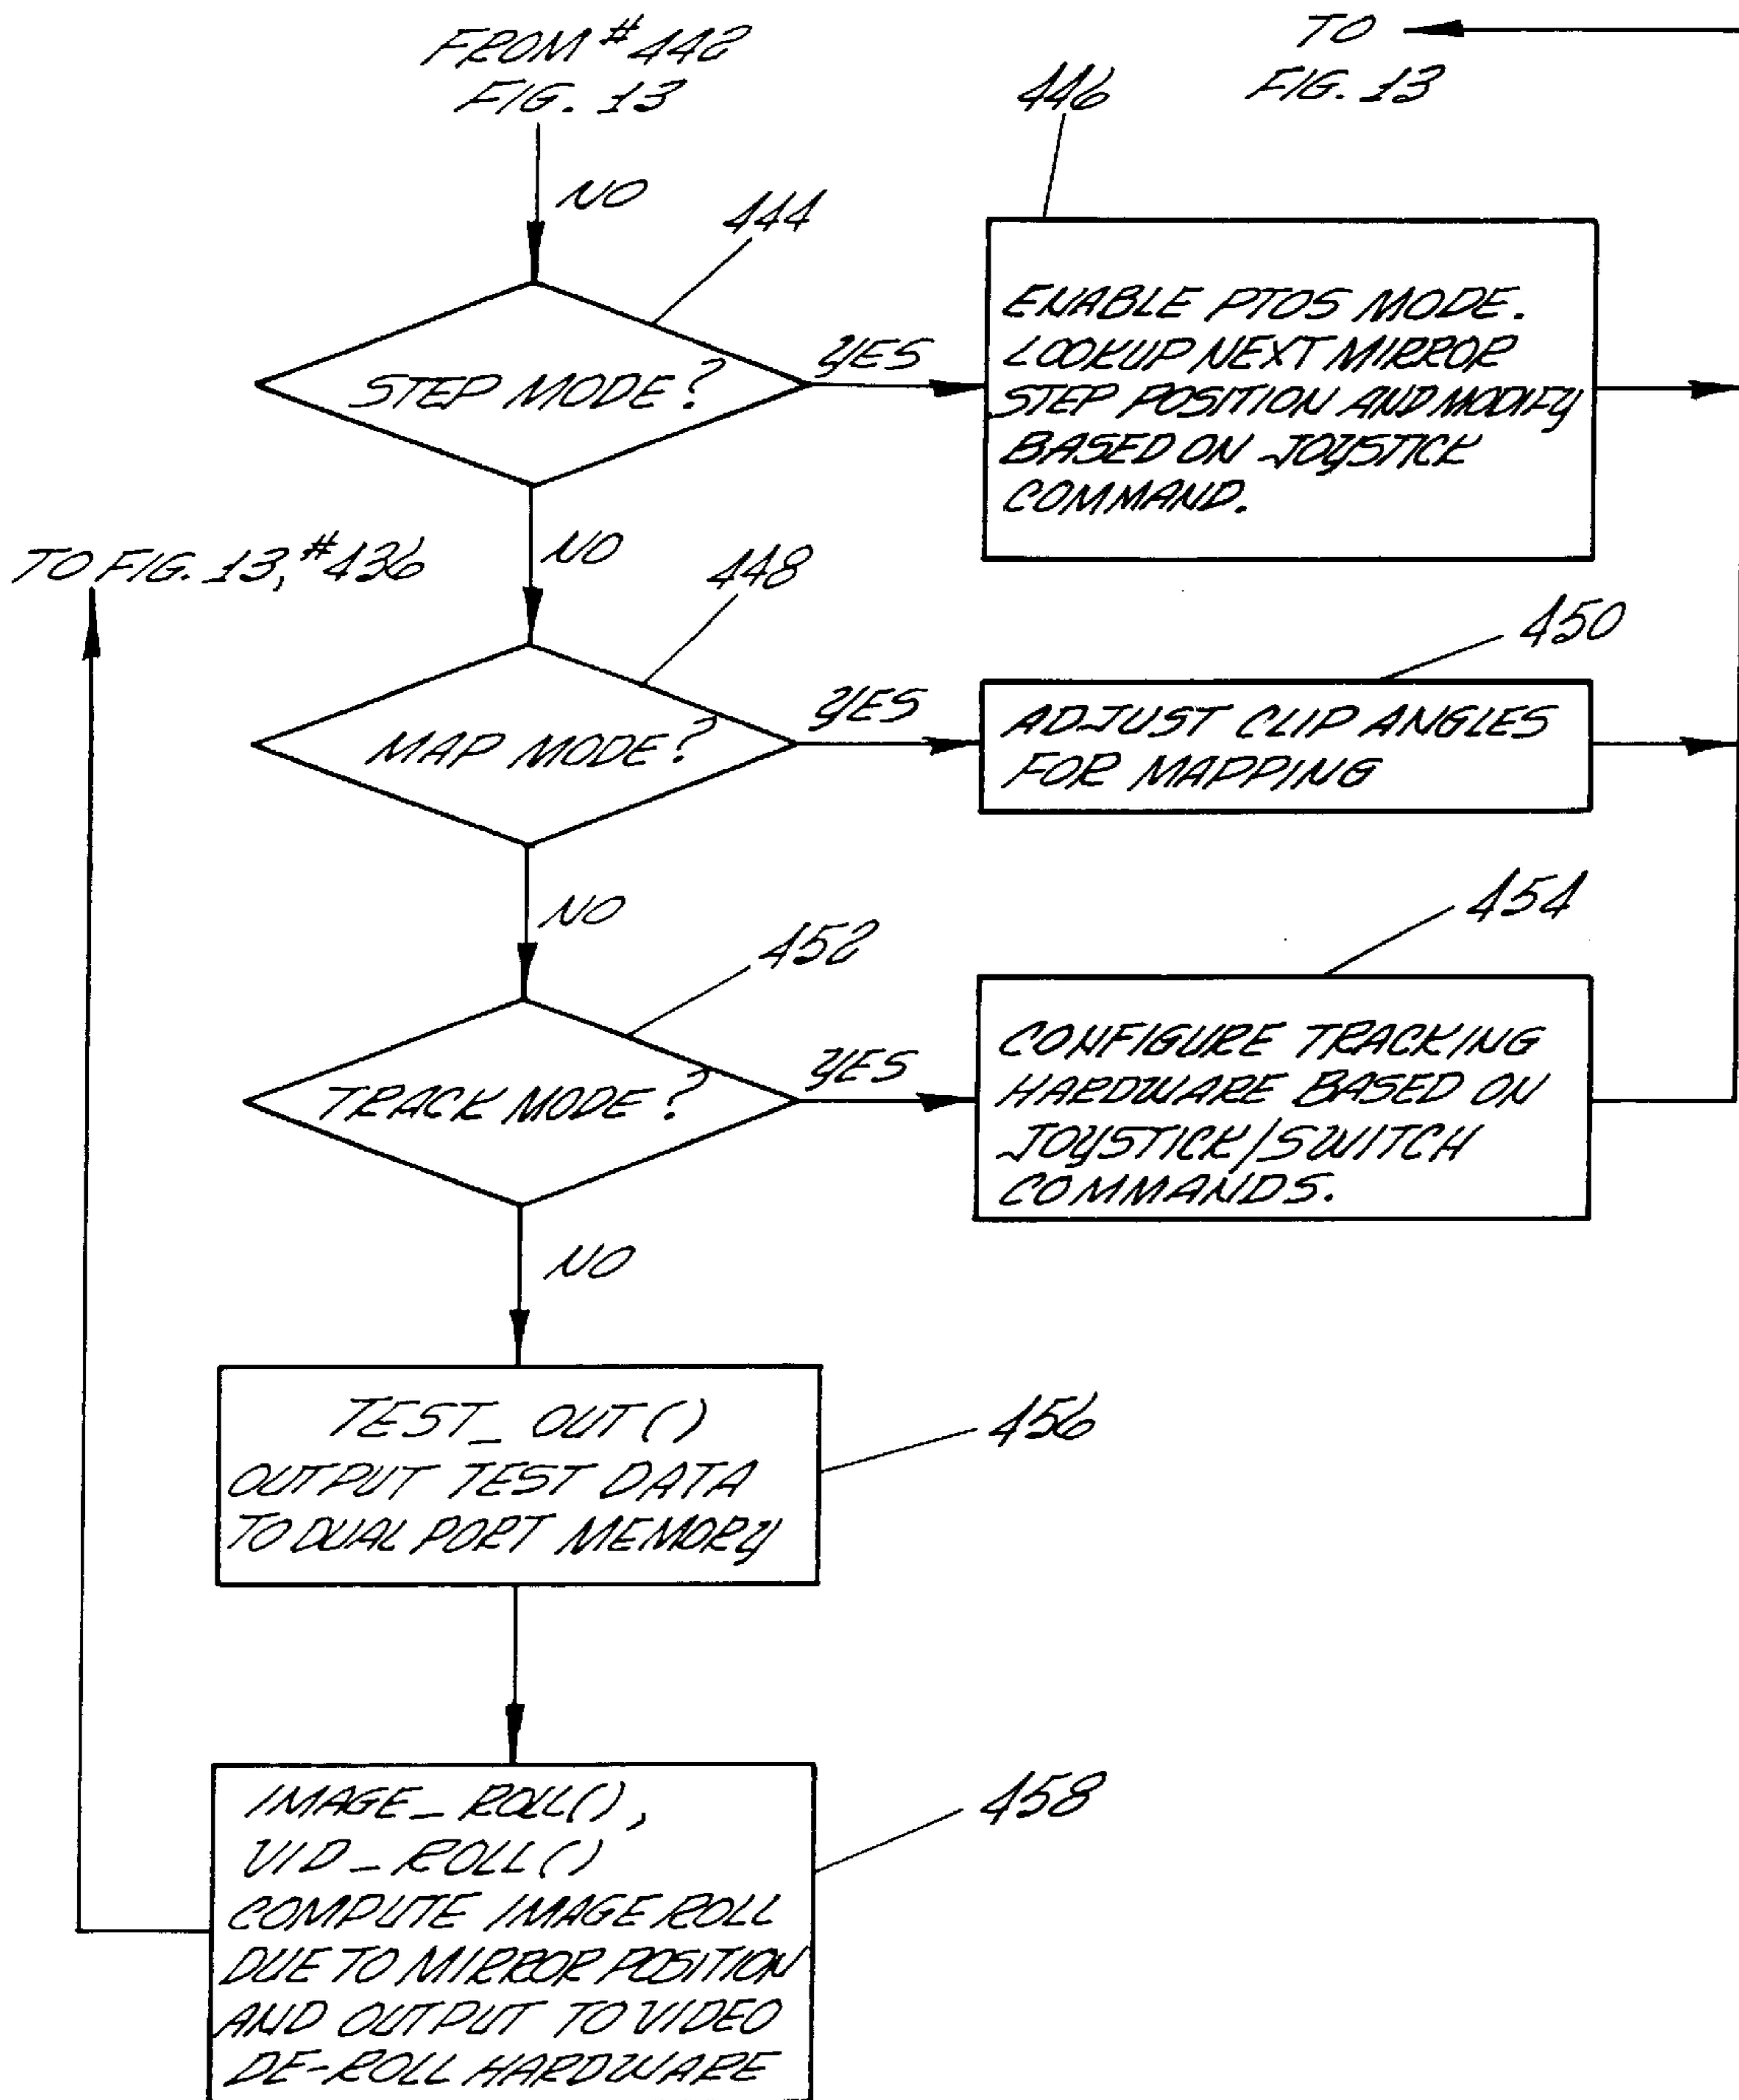 FROM #442
FIG. 13
TO
FIG. 13
NO
444
446
STEP MODE?
YES
ENABLE PTOS MODE.
LOOKUP NEXT MIRROR
STEP POSITION AND MODIFY
BASED ON JOYSTICK
COMMAND.
TO FIG. 13, #436
NO
448
MAP MODE?
YES
450
ADJUST CLIP ANGLES
FOR MAPPING
NO
452
TRACK MODE?
YES
454
CONFIGURE TRACKING
HARDWARE BASED ON
JOYSTICK/SWITCH
COMMANDS.
NO
TEST_OUT()
OUTPUT TEST DATA
TO DUAL PORT MEMORY
456
IMAGE_ROLL(),
VID_ROLL()
COMPUTE IMAGE ROLL
DUE TO MIRROR POSITION
AND OUTPUT TO VIDEO
DE-ROLL HARDWARE
458